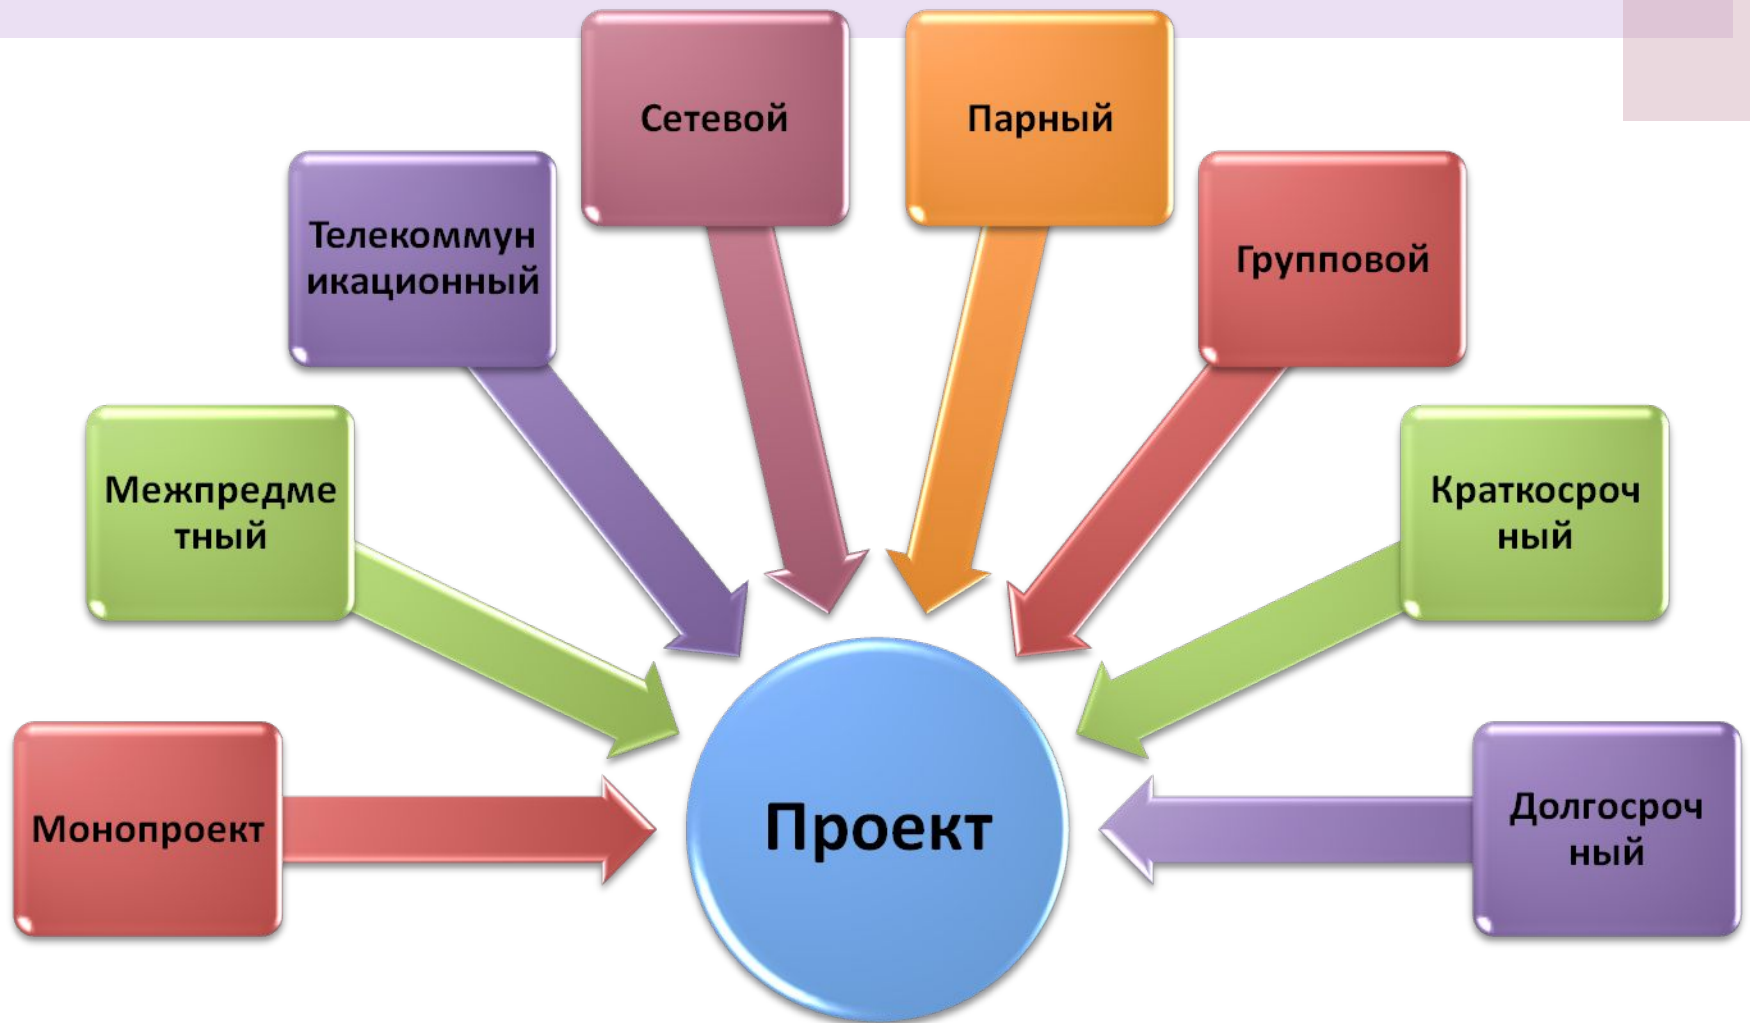 Сетевой
Парный
Телекоммун
икационный
Групповой
Межпредме
тный
Краткосроч
ный
Монопроект
Проект
Долгосроч
ный